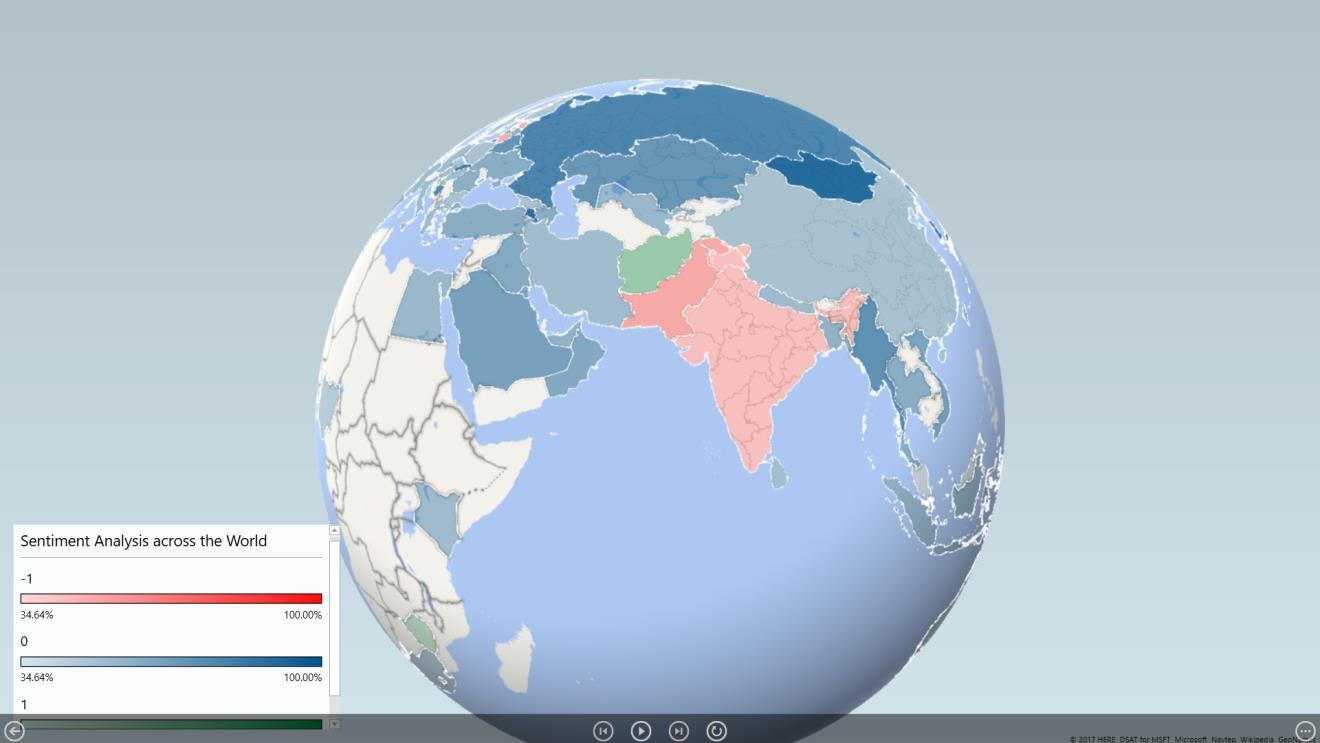 Sentiment Analysis across the World
-1
34.64% 100.00%
0
34.64% 100.00%
1
© 2017 HERE, DSAT for MSFT, Microsoft, Navteq, Wikipedia, GeoNames